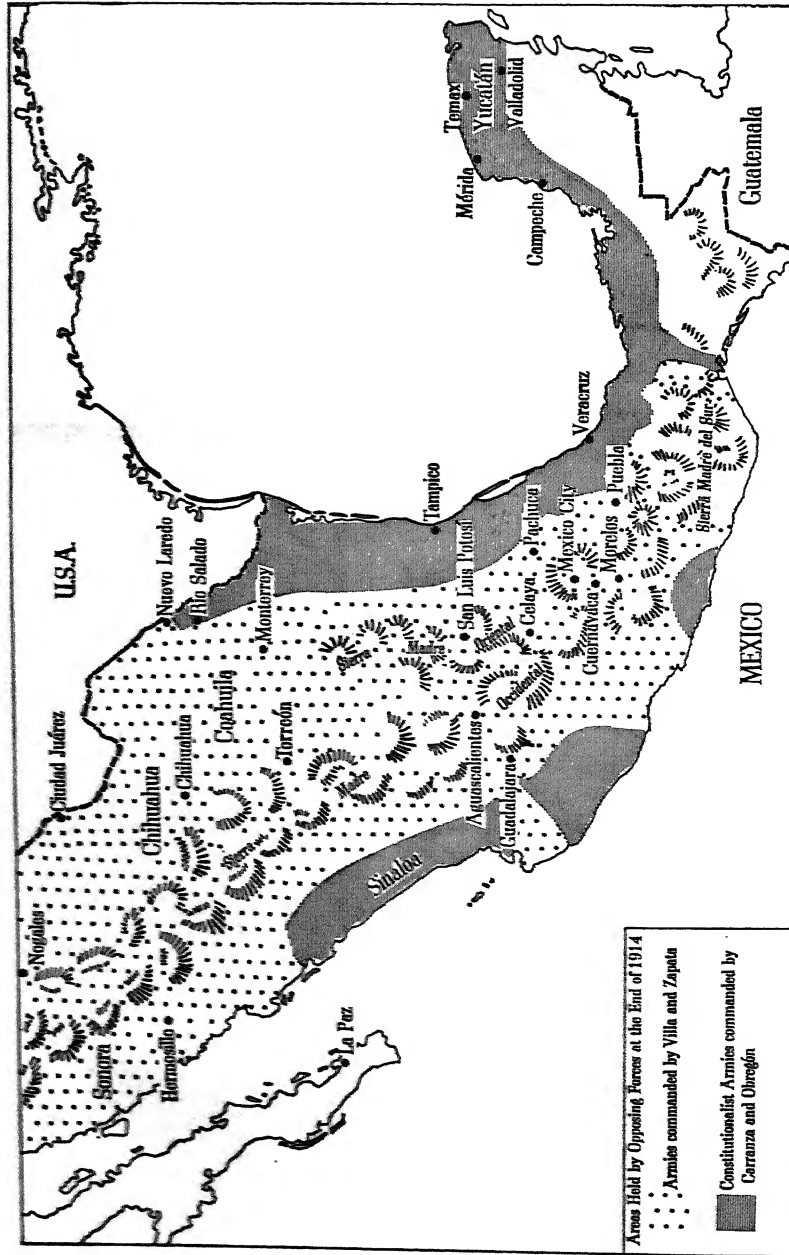 U.S.A.
Ciudad Juárez
Nogales
Chihuahua
Chihuahua
Sonora
Hermosillo
Coahuila
Nuovo Laredo
Río Salado
Monterroy
Torreón
Sierra
Madre
Occidental
Sierra
Madre
Oriental
La Paz
Sinaloa
Tampico
San Luis Potosí
Aguascalientes
Guadalajara
Celaya
Pachuca
Mexico City
Cuernavaca
Morelos
Puebla
Veracruz
Sierra Madre del Sur
MEXICO
Mérida
Temax
Yucatán
Valladolid
Campeche
Guatemala
Areas Held by Opposing Forces at the End of 1914
Armies commanded by Villa and Zapata
Constitutionalist Armies commanded by
Carranza and Obregón